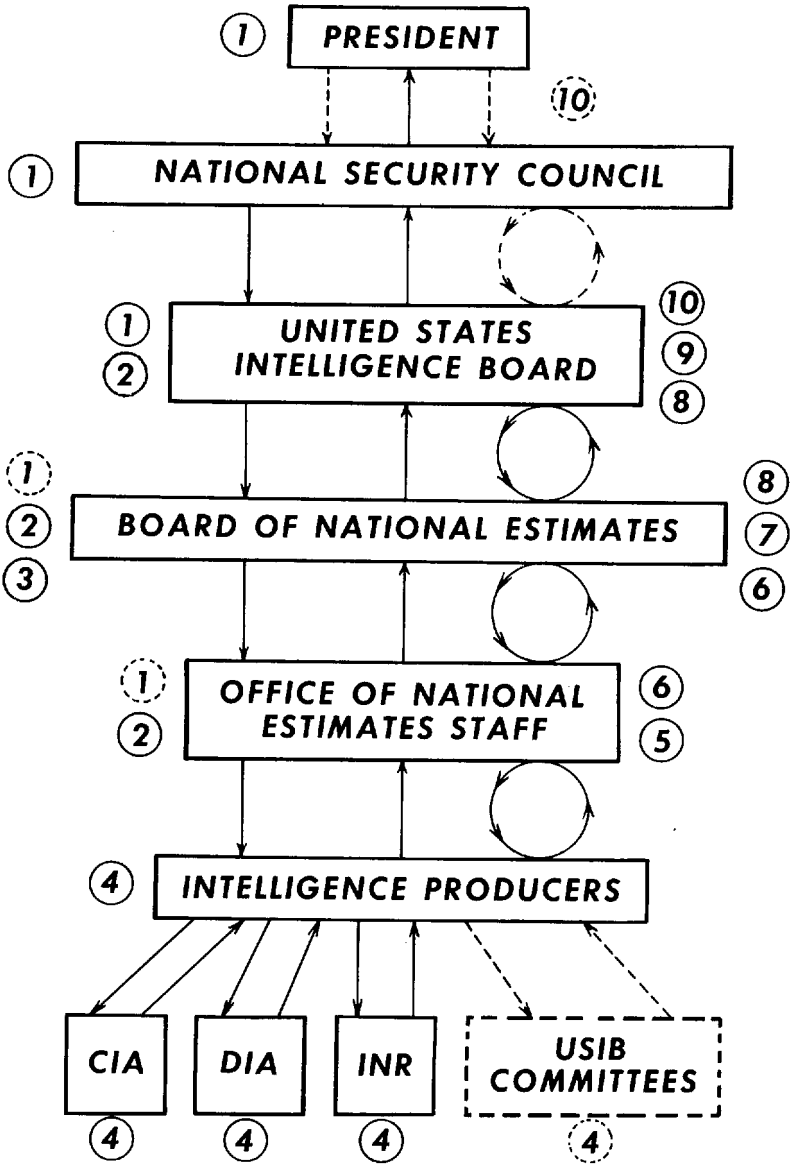 1 PRESIDENT
10
1 NATIONAL SECURITY COUNCIL
1 UNITED STATES 10
2 INTELLIGENCE BOARD 9
8
1 8
2 BOARD OF NATIONAL ESTIMATES 7
3 6
1 OFFICE OF NATIONAL 6
2 ESTIMATES STAFF 5
4 INTELLIGENCE PRODUCERS
CIA DIA INR USIB
COMMITTEES
4 4 4 4